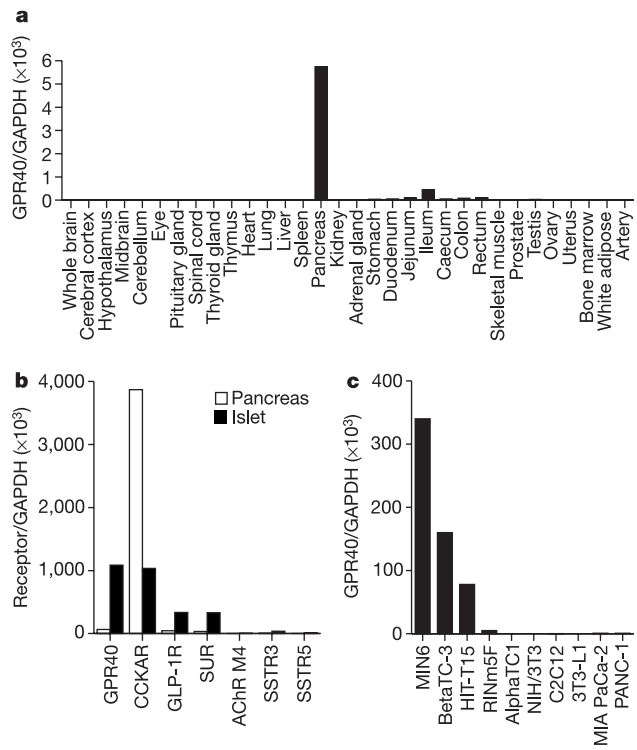 a
GPR40/GAPDH (×10³)
6
5
4
3
2
1
0
Whole brain
Cerebral cortex
Hypothalamus
Midbrain
Cerebellum
Eye
Pituitary gland
Spinal cord
Thyroid gland
Thymus
Heart
Lung
Liver
Spleen
Pancreas
Kidney
Adrenal gland
Stomach
Duodenum
Jejunum
Ileum
Caecum
Colon
Rectum
Skeletal muscle
Prostate
Testis
Ovary
Uterus
Bone marrow
White adipose
Artery
b
Receptor/GAPDH (×10³)
4,000
3,000
2,000
1,000
0
Pancreas
Islet
GPR40
CCKAR
GLP-1R
SUR
AChR M4
SSTR3
SSTR5
c
GPR40/GAPDH (×10³)
400
300
200
100
0
MIN6
BetaTC-3
HIT-T15
RINm5F
AlphaTC1
NIH/3T3
C2C12
3T3-L1
MIA PaCa-2
PANC-1